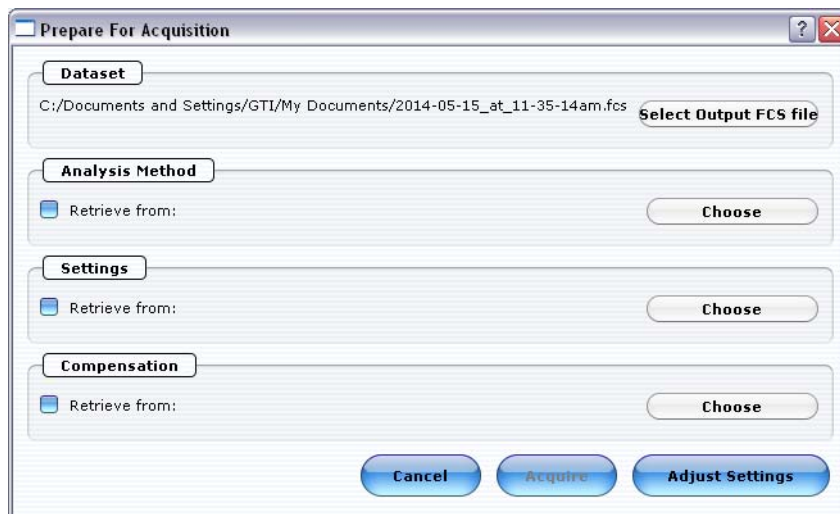 Prepare For Acquisition
?
Dataset
C:/Documents and Settings/GTI/My Documents/2014-05-15_at_11-35-14am.fcs
Select Output FCS file
Analysis Method
Retrieve from:
Choose
Settings
Retrieve from:
Choose
Compensation
Retrieve from:
Choose
Cancel
Acquire
Adjust Settings